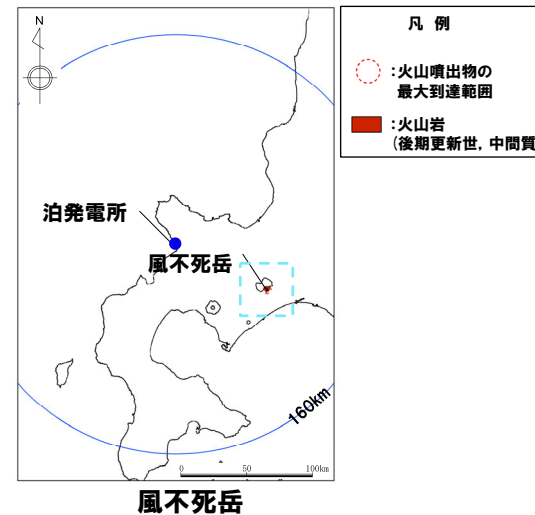 N
凡 例
:火山噴出物の
最大到達範囲
:火山岩
(後期更新世, 中間質
泊発電所
風不死岳
160km
0 50 100km
風不死岳